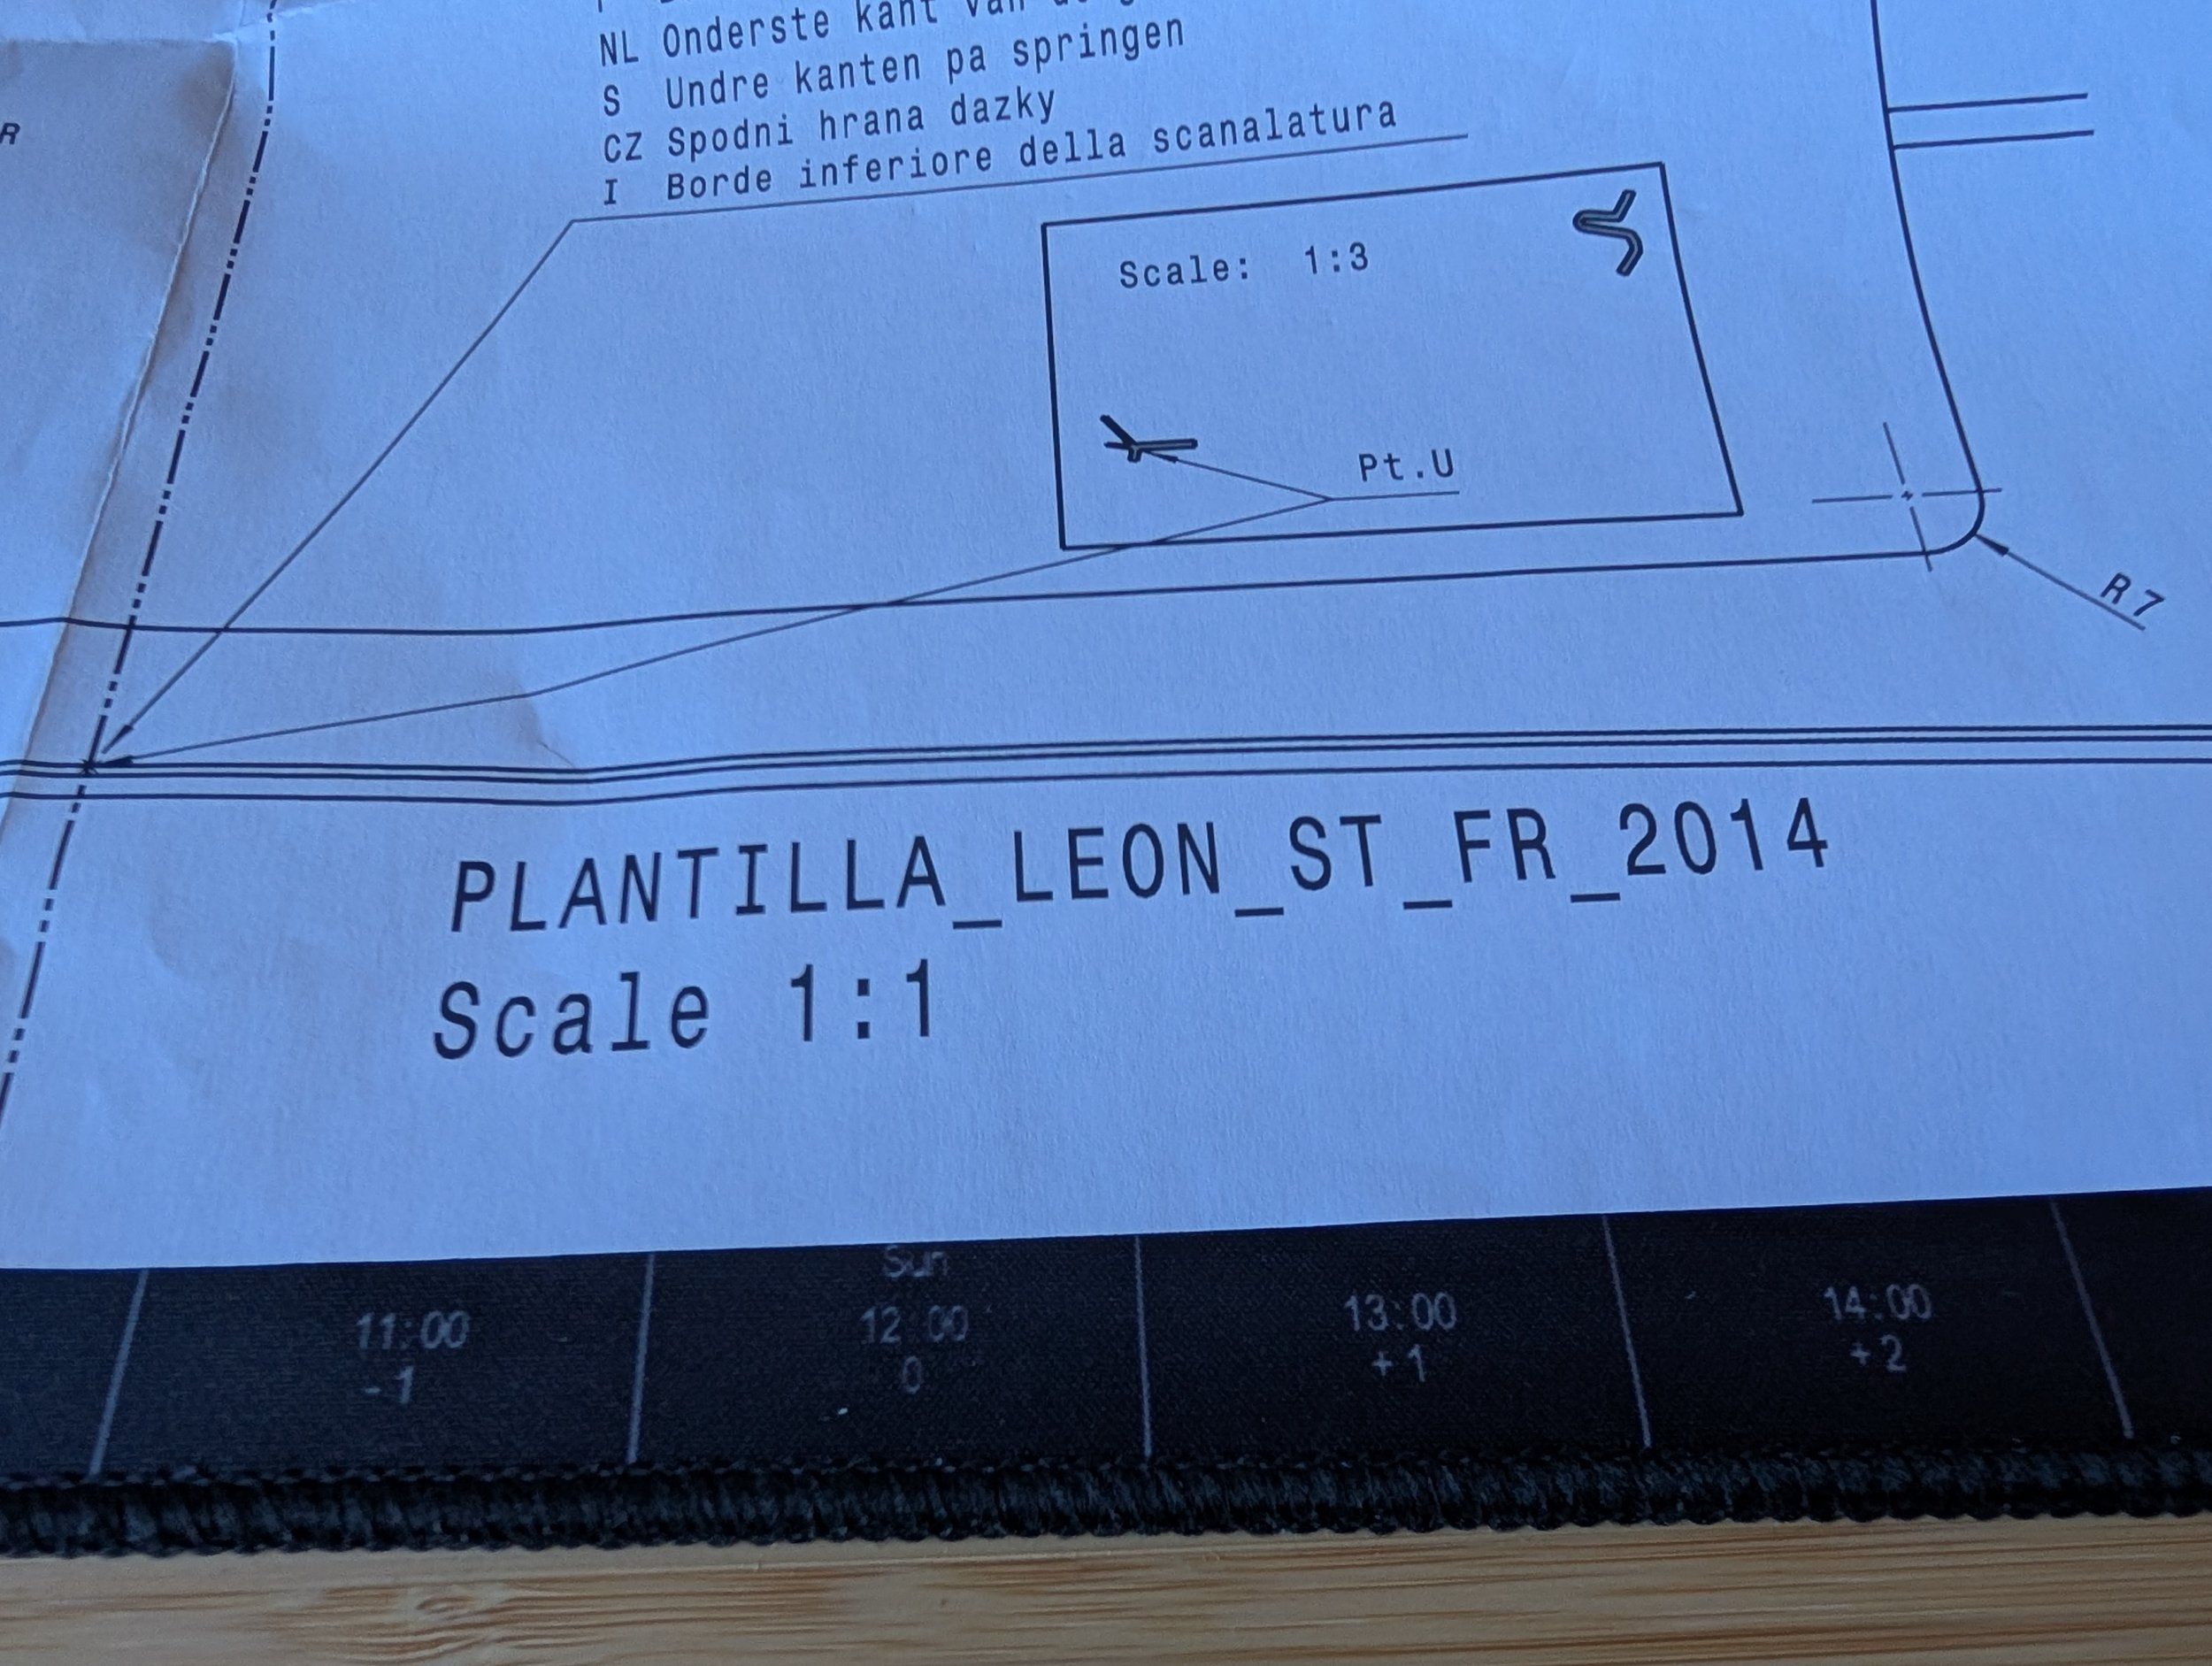 NL Onderste kant
S Undre kanten pa springen
CZ Spodni hrana dazky
I Borde inferiore della scanalatura
R
Scale: 1:3
Pt.U
R7
PLANTILLA_LEON_ST_FR_2014
Scale 1:1
Sun
11:00 12:00 13:00 14:00
-1 0 +1 +2